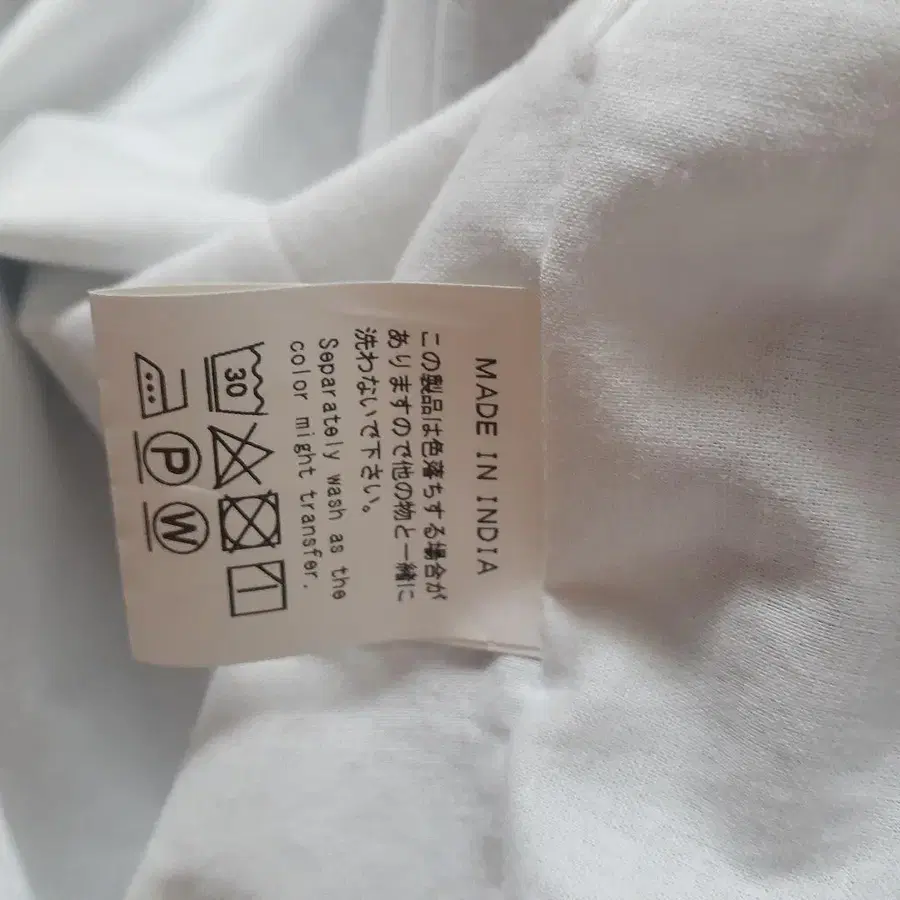 MADE IN INDIA
この製品は色落ちする場合が
ありますので他の物と一緒に
洗わないで下さい。
Separately wash as the
color might transfer.
30
P W